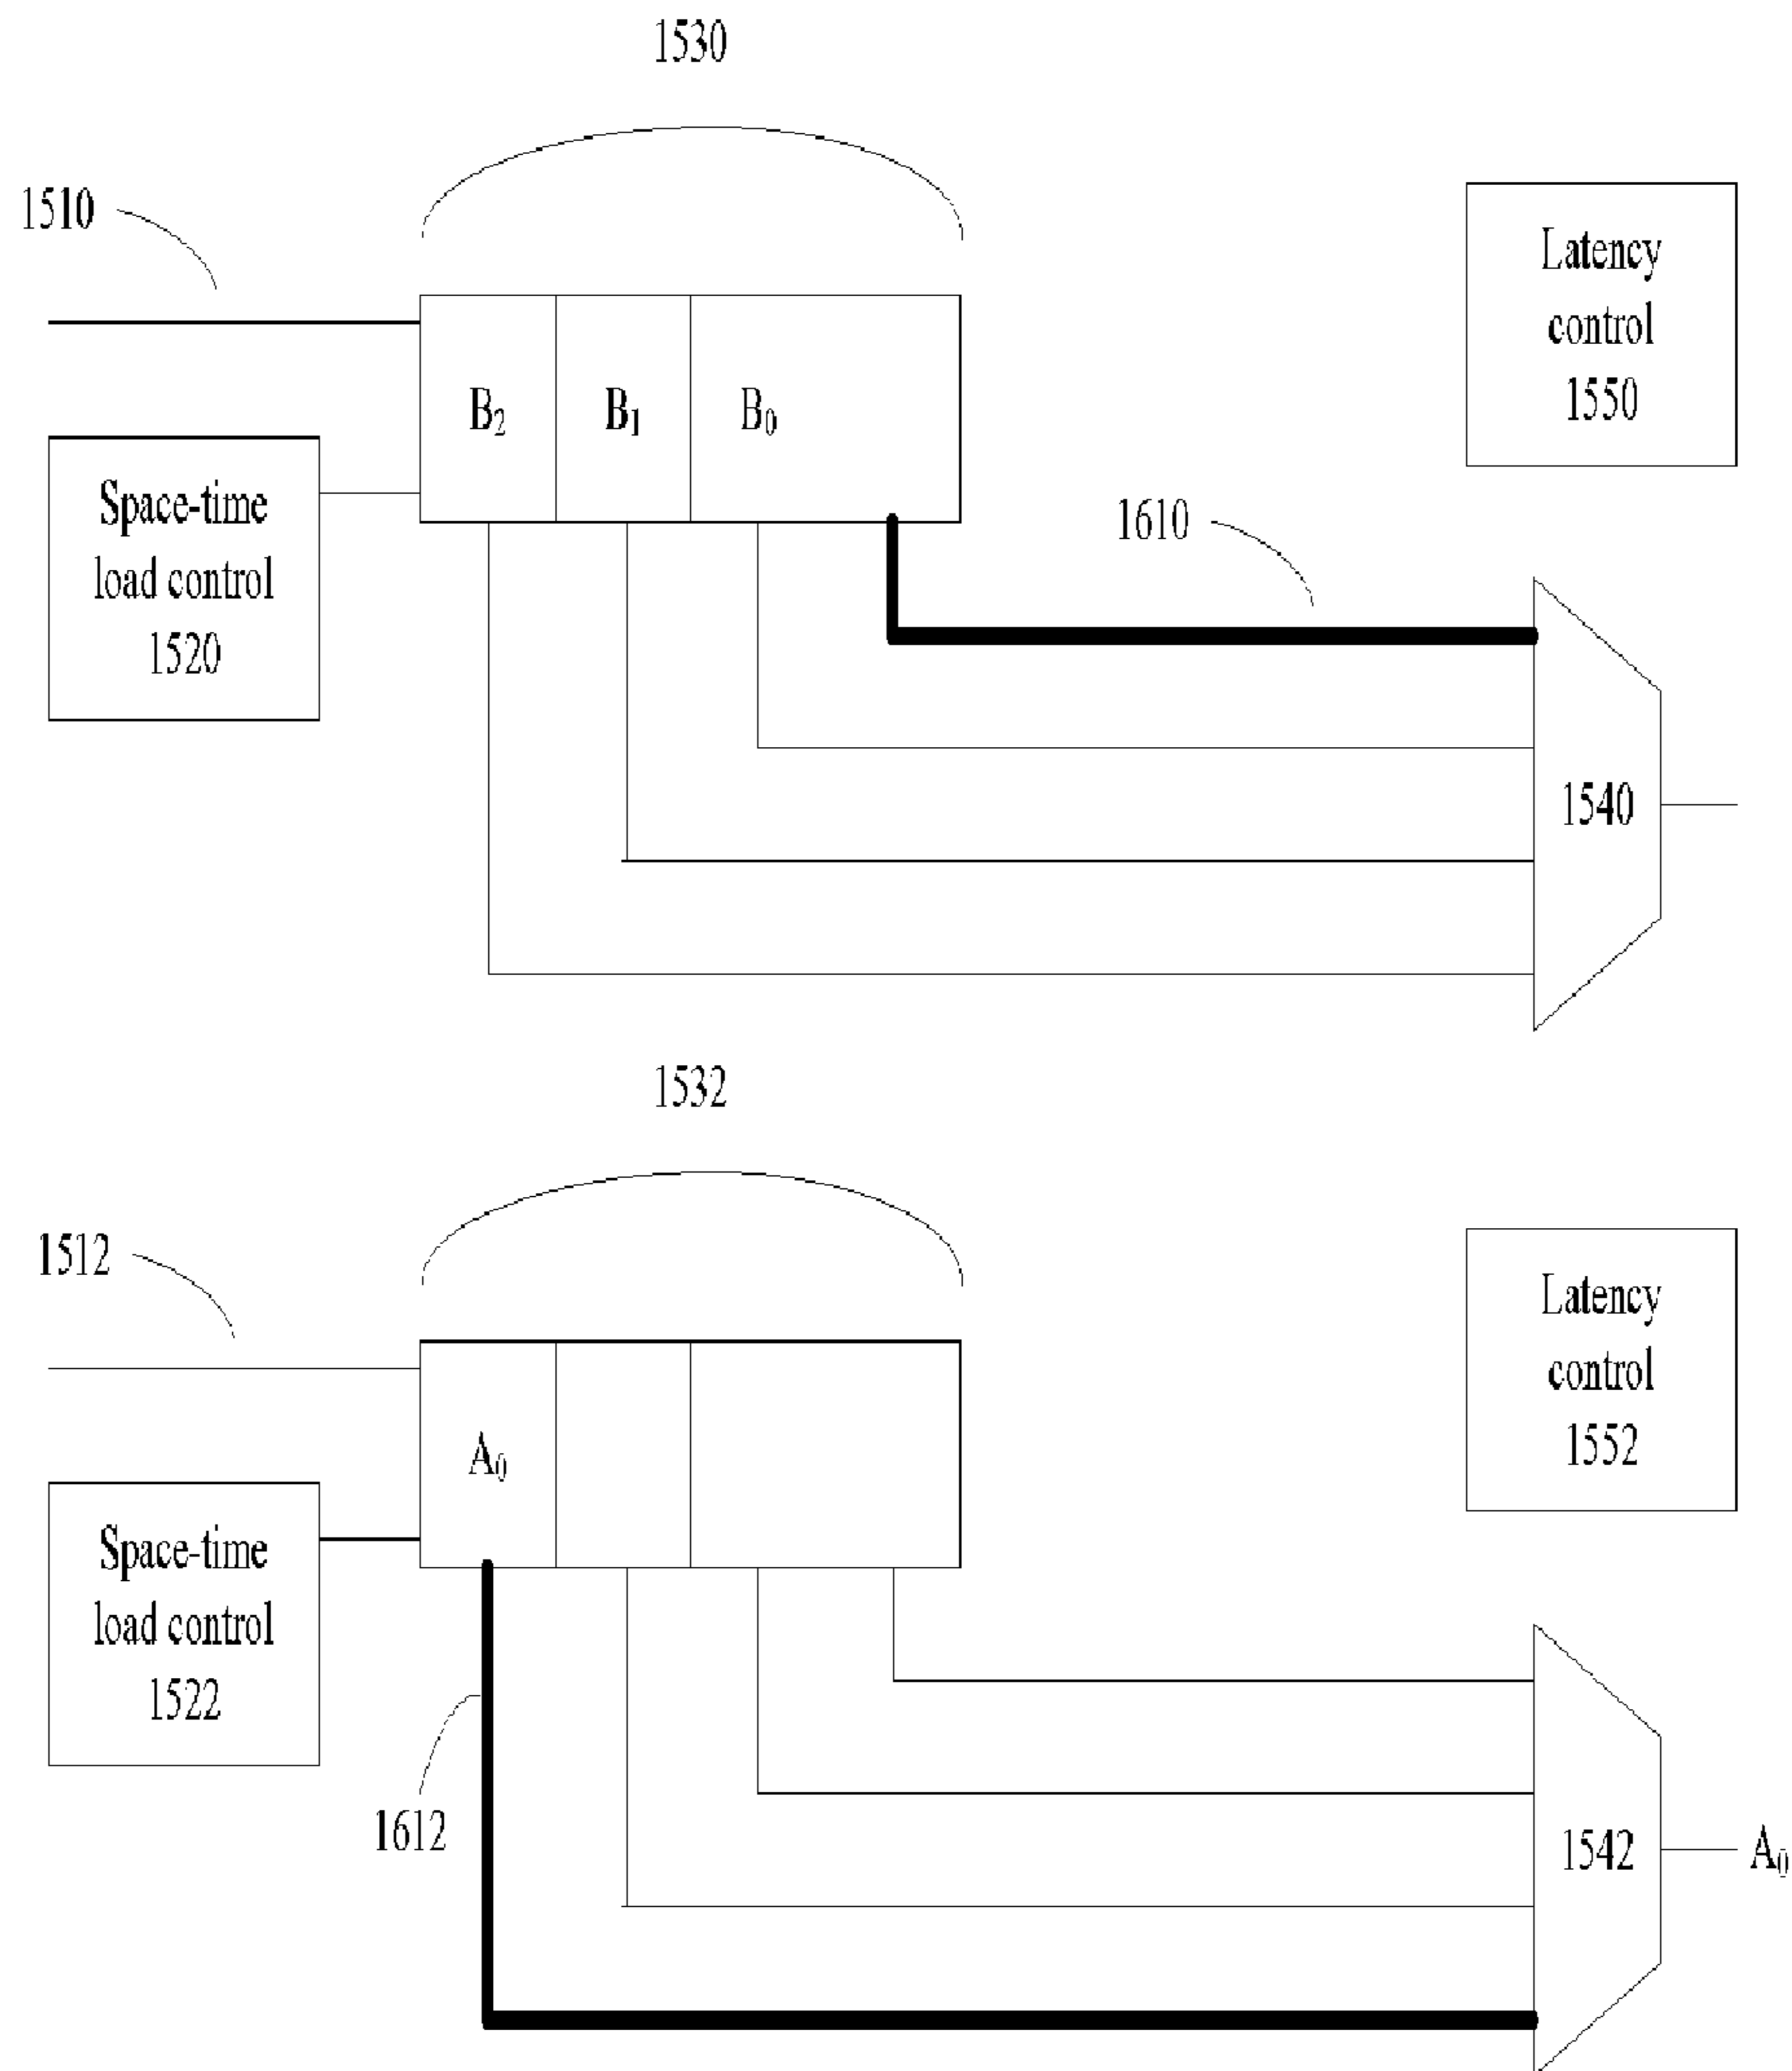 1530
1510
Latency
control
1550
B₂
B₁
B₀
Space-time
load control
1520
1610
1540
1532
1512
Latency
control
1552
A₀
Space-time
load control
1522
1612
1542
A₀